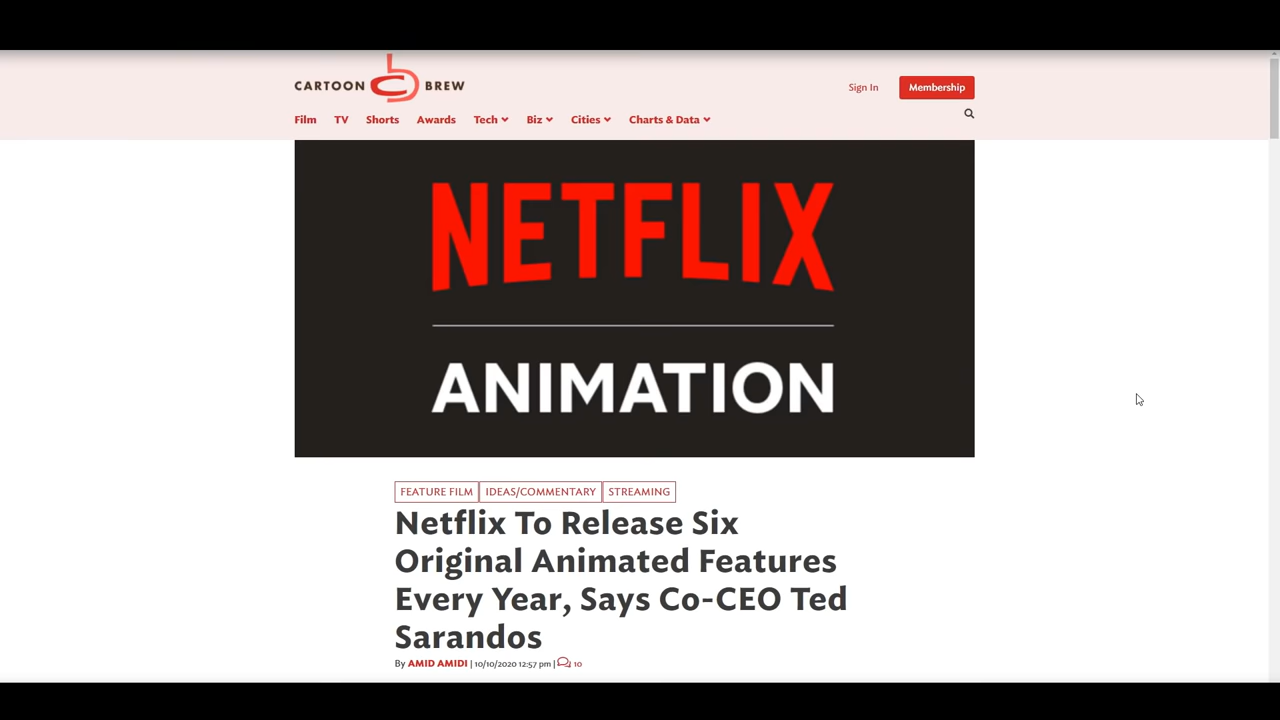 CARTOON BREW
Sign In
Membership
Film TV Shorts Awards Tech Biz Cities Charts & Data
NETFLIX
ANIMATION
FEATURE FILM IDEAS/COMMENTARY STREAMING
Netflix To Release Six
Original Animated Features
Every Year, Says Co-CEO Ted
Sarandos
By AMID AMIDI | 10/10/2020 12:57 pm | 10